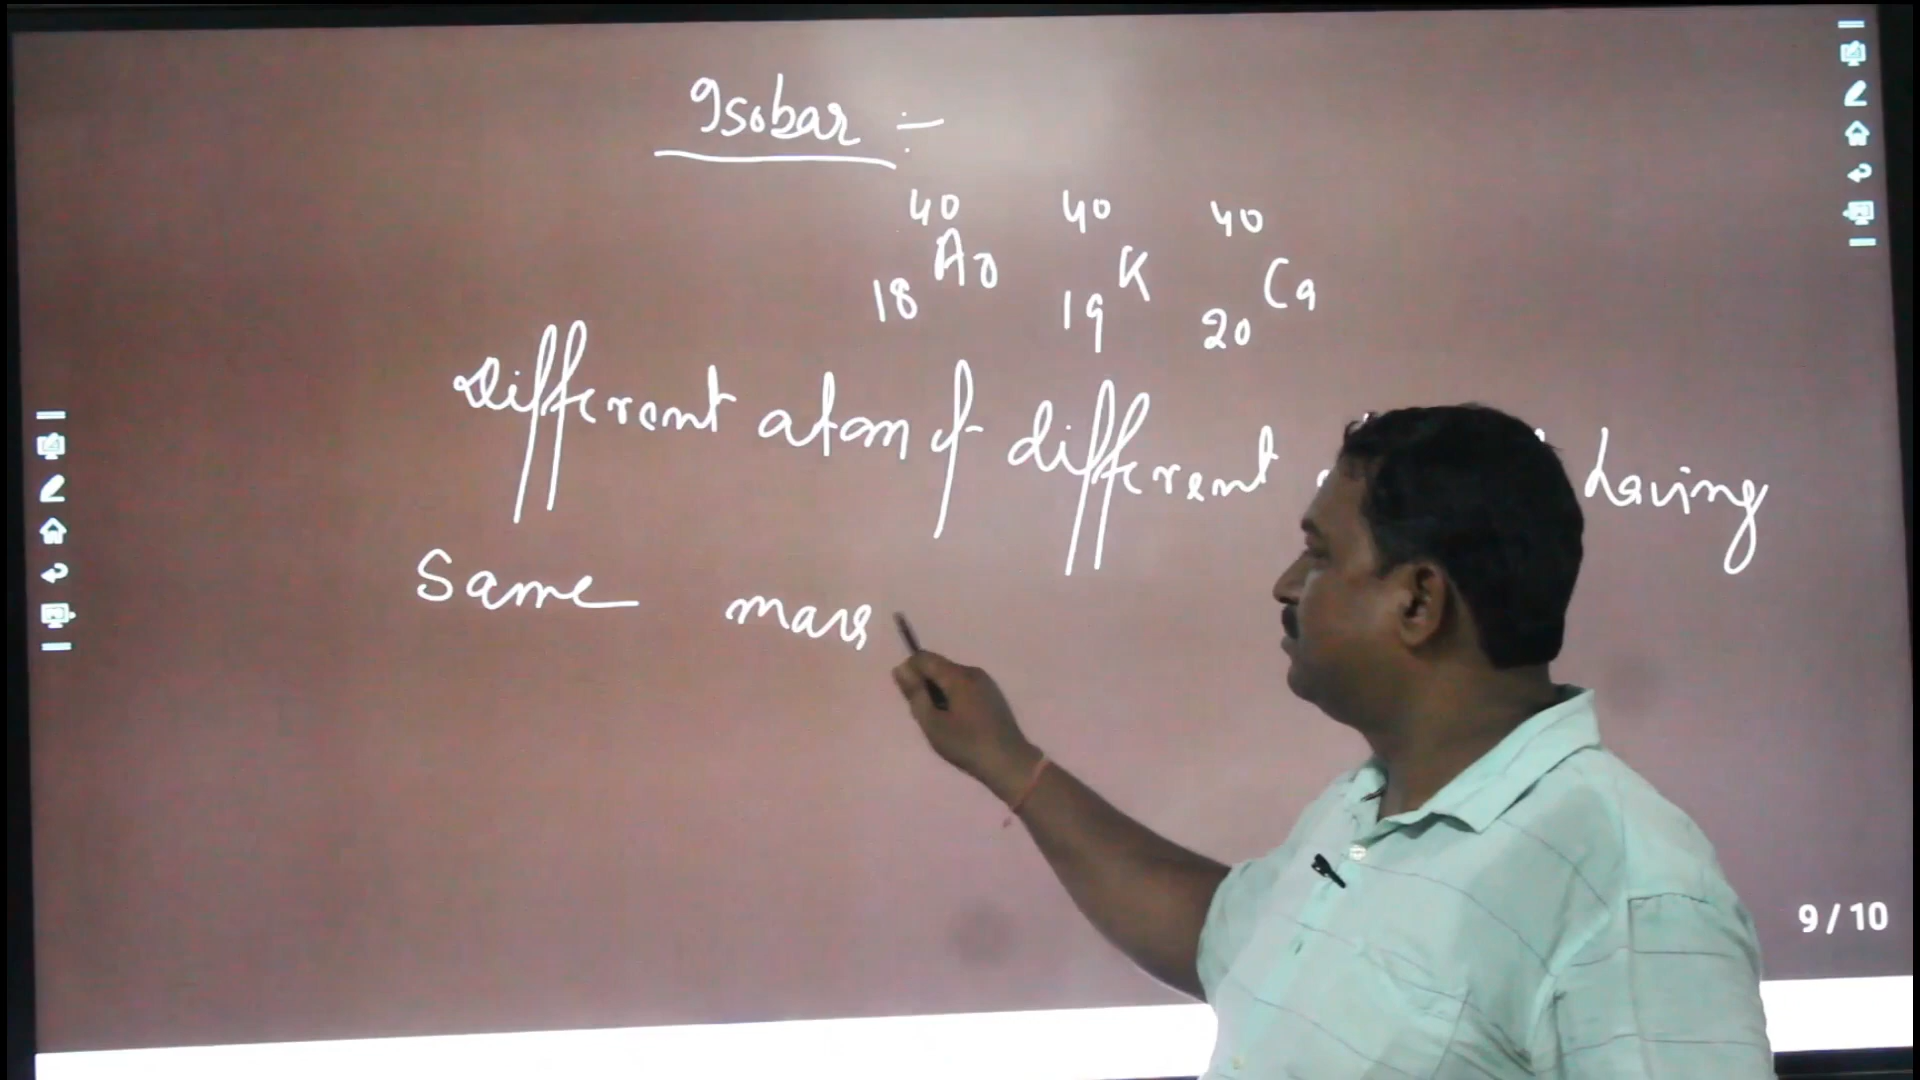 Isobar :-
40 40 40
18 Ar 19 K 20 Ca
Different atom of different having
Same mass
9 / 10